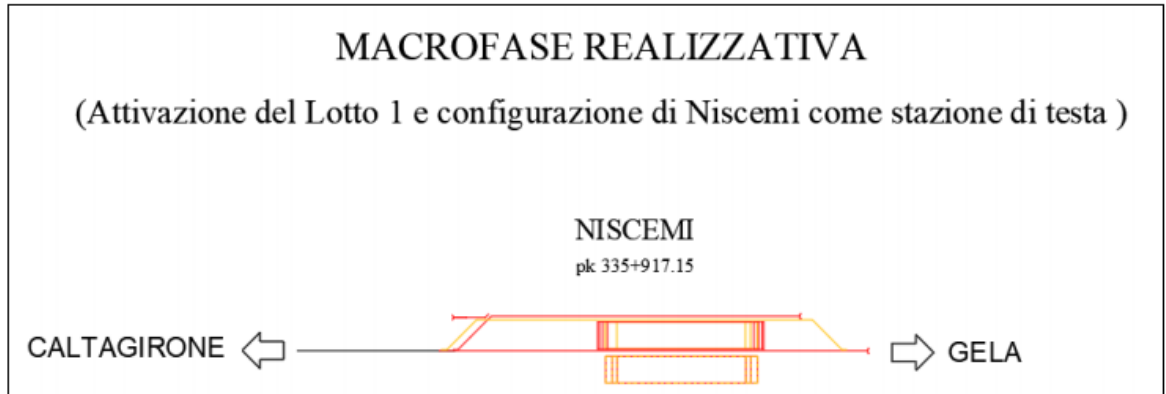 MACROFASE REALIZZATIVA
(Attivazione del Lotto 1 e configurazione di Niscemi come stazione di testa )
NISCEMI
pk 335+917.15
CALTAGIRONE
GELA